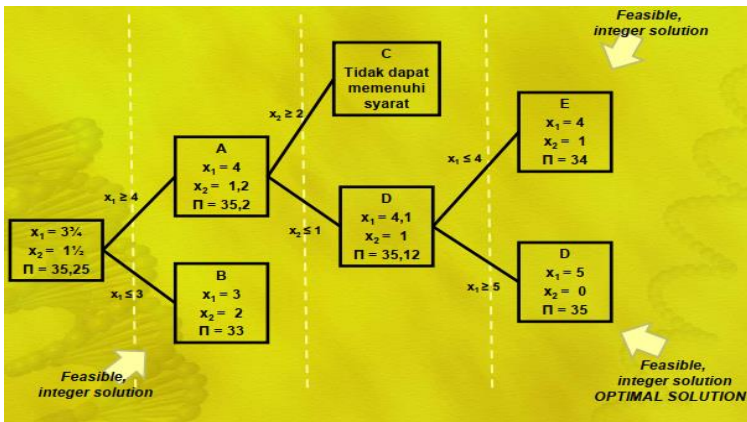 Feasible,
integer solution
C
Tidak dapat
memenuhi
syarat
x₂ ≥ 2
E
x₁ = 4
x₂ = 1
Π = 34
x₁ ≤ 4
A
x₁ = 4
x₂ = 1,2
Π = 35,2
x₁ ≥ 4
D
x₁ = 4,1
x₂ = 1
Π = 35,12
x₂ ≤ 1
x₁ = 3¾
x₂ = 1½
Π = 35,25
D
x₁ = 5
x₂ = 0
Π = 35
x₁ ≥ 5
B
x₁ = 3
x₂ = 2
Π = 33
x₁ ≤ 3
Feasible,
integer solution
Feasible,
integer solution
OPTIMAL SOLUTION